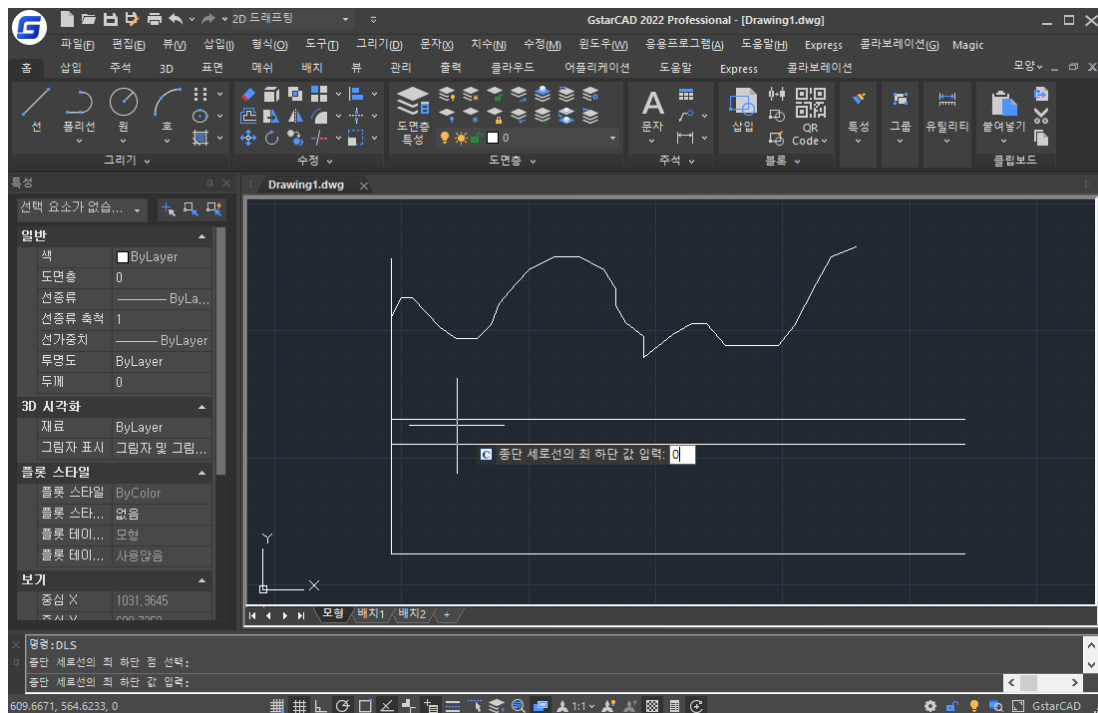 2D 드래프팅
GstarCAD 2022 Professional - [Drawing1.dwg]
파일(F) 편집(E) 뷰(V) 삽입(I) 형식(O) 도구(T) 그리기(D) 문자(X) 치수(N) 수정(M) 윈도우(W) 응용프로그램(A) 도움말(H) Express 콜라보레이션(G) Magic
홈 삽입 주석 3D 표면 메쉬 배치 뷰 관리 출력 클라우드 어플리케이션 도움말 Express 콜라보레이션 모양
선 폴리선 원 호 도면층 특성 0 문자 삽입 QR Code 특성 그룹 유틸리티 붙여넣기
그리기 수정 도면층 주석 블록 클립보드
특성
Drawing1.dwg
선택 요소가 없습...
일반
색 ByLayer
도면층 0
선종류 ByLa...
선종류 축척 1
선가중치 ByLayer
투명도 ByLayer
두께 0
3D 시각화
재료 ByLayer
그림자 표시 그림자 및 그림...
플롯 스타일
플롯 스타일 ByColor
플롯 스타... 없음
플롯 테이... 모형
플롯 테이... 사용않음
보기
중심 X 1031,3645
C 종단 세로선의 최 하단 값 입력: 0
Y
X
모형 배치1 배치2 +
명령:DLS
종단 세로선의 최 하단 점 선택:
종단 세로선의 최 하단 값 입력:
609.6671, 564.6233, 0
1:1
GstarCAD